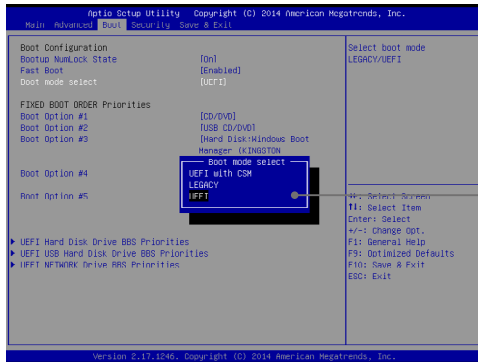 Aptio Setup Utility Copyright (C) 2014 American Megatrends, Inc.
Main Advanced Boot Security Save & Exit
Boot Configuration
Bootup NumLock State [On]
Fast Boot [Enabled]
Boot mode select [UEFI]
FIXED BOOT ORDER Priorities
Boot Option #1 [CD/DVD]
Boot Option #2 [USB CD/DVD]
Boot Option #3 [Hard Disk:Windows Boot
Manager (KINGSTON
Boot Option #4
Boot Option #5
Boot mode select
UEFI with CSM
LEGACY
UEFI
▶ UEFI Hard Disk Drive BBS Priorities
▶ UEFI USB Hard Disk Drive BBS Priorities
▶ UEFI NETWORK Drive BBS Priorities
Select boot mode
LEGACY/UEFI
: Select Screen
↑↓: Select Item
Enter: Select
+/-: Change Opt.
F1: General Help
F9: Optimized Defaults
F10: Save & Exit
ESC: Exit
Version 2.17.1246. Copyright (C) 2014 American Megatrends, Inc.